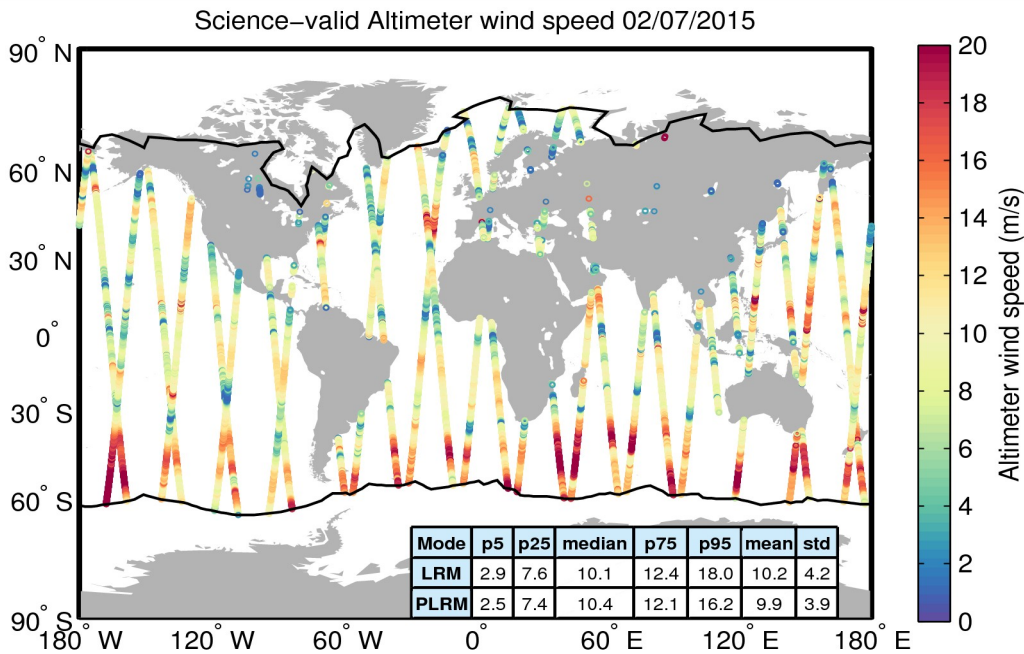 Science-valid Altimeter wind speed 02/07/2015
90° N
60° N
30° N
0°
30° S
60° S
90° S
180° W
120° W
60° W
0°
60° E
120° E
180° E
Mode p5 p25 median p75 p95 mean std
LRM 2.9 7.6 10.1 12.4 18.0 10.2 4.2
PLRM 2.5 7.4 10.4 12.1 16.2 9.9 3.9
20
18
16
14
12
10
8
6
4
2
0
Altimeter wind speed (m/s)